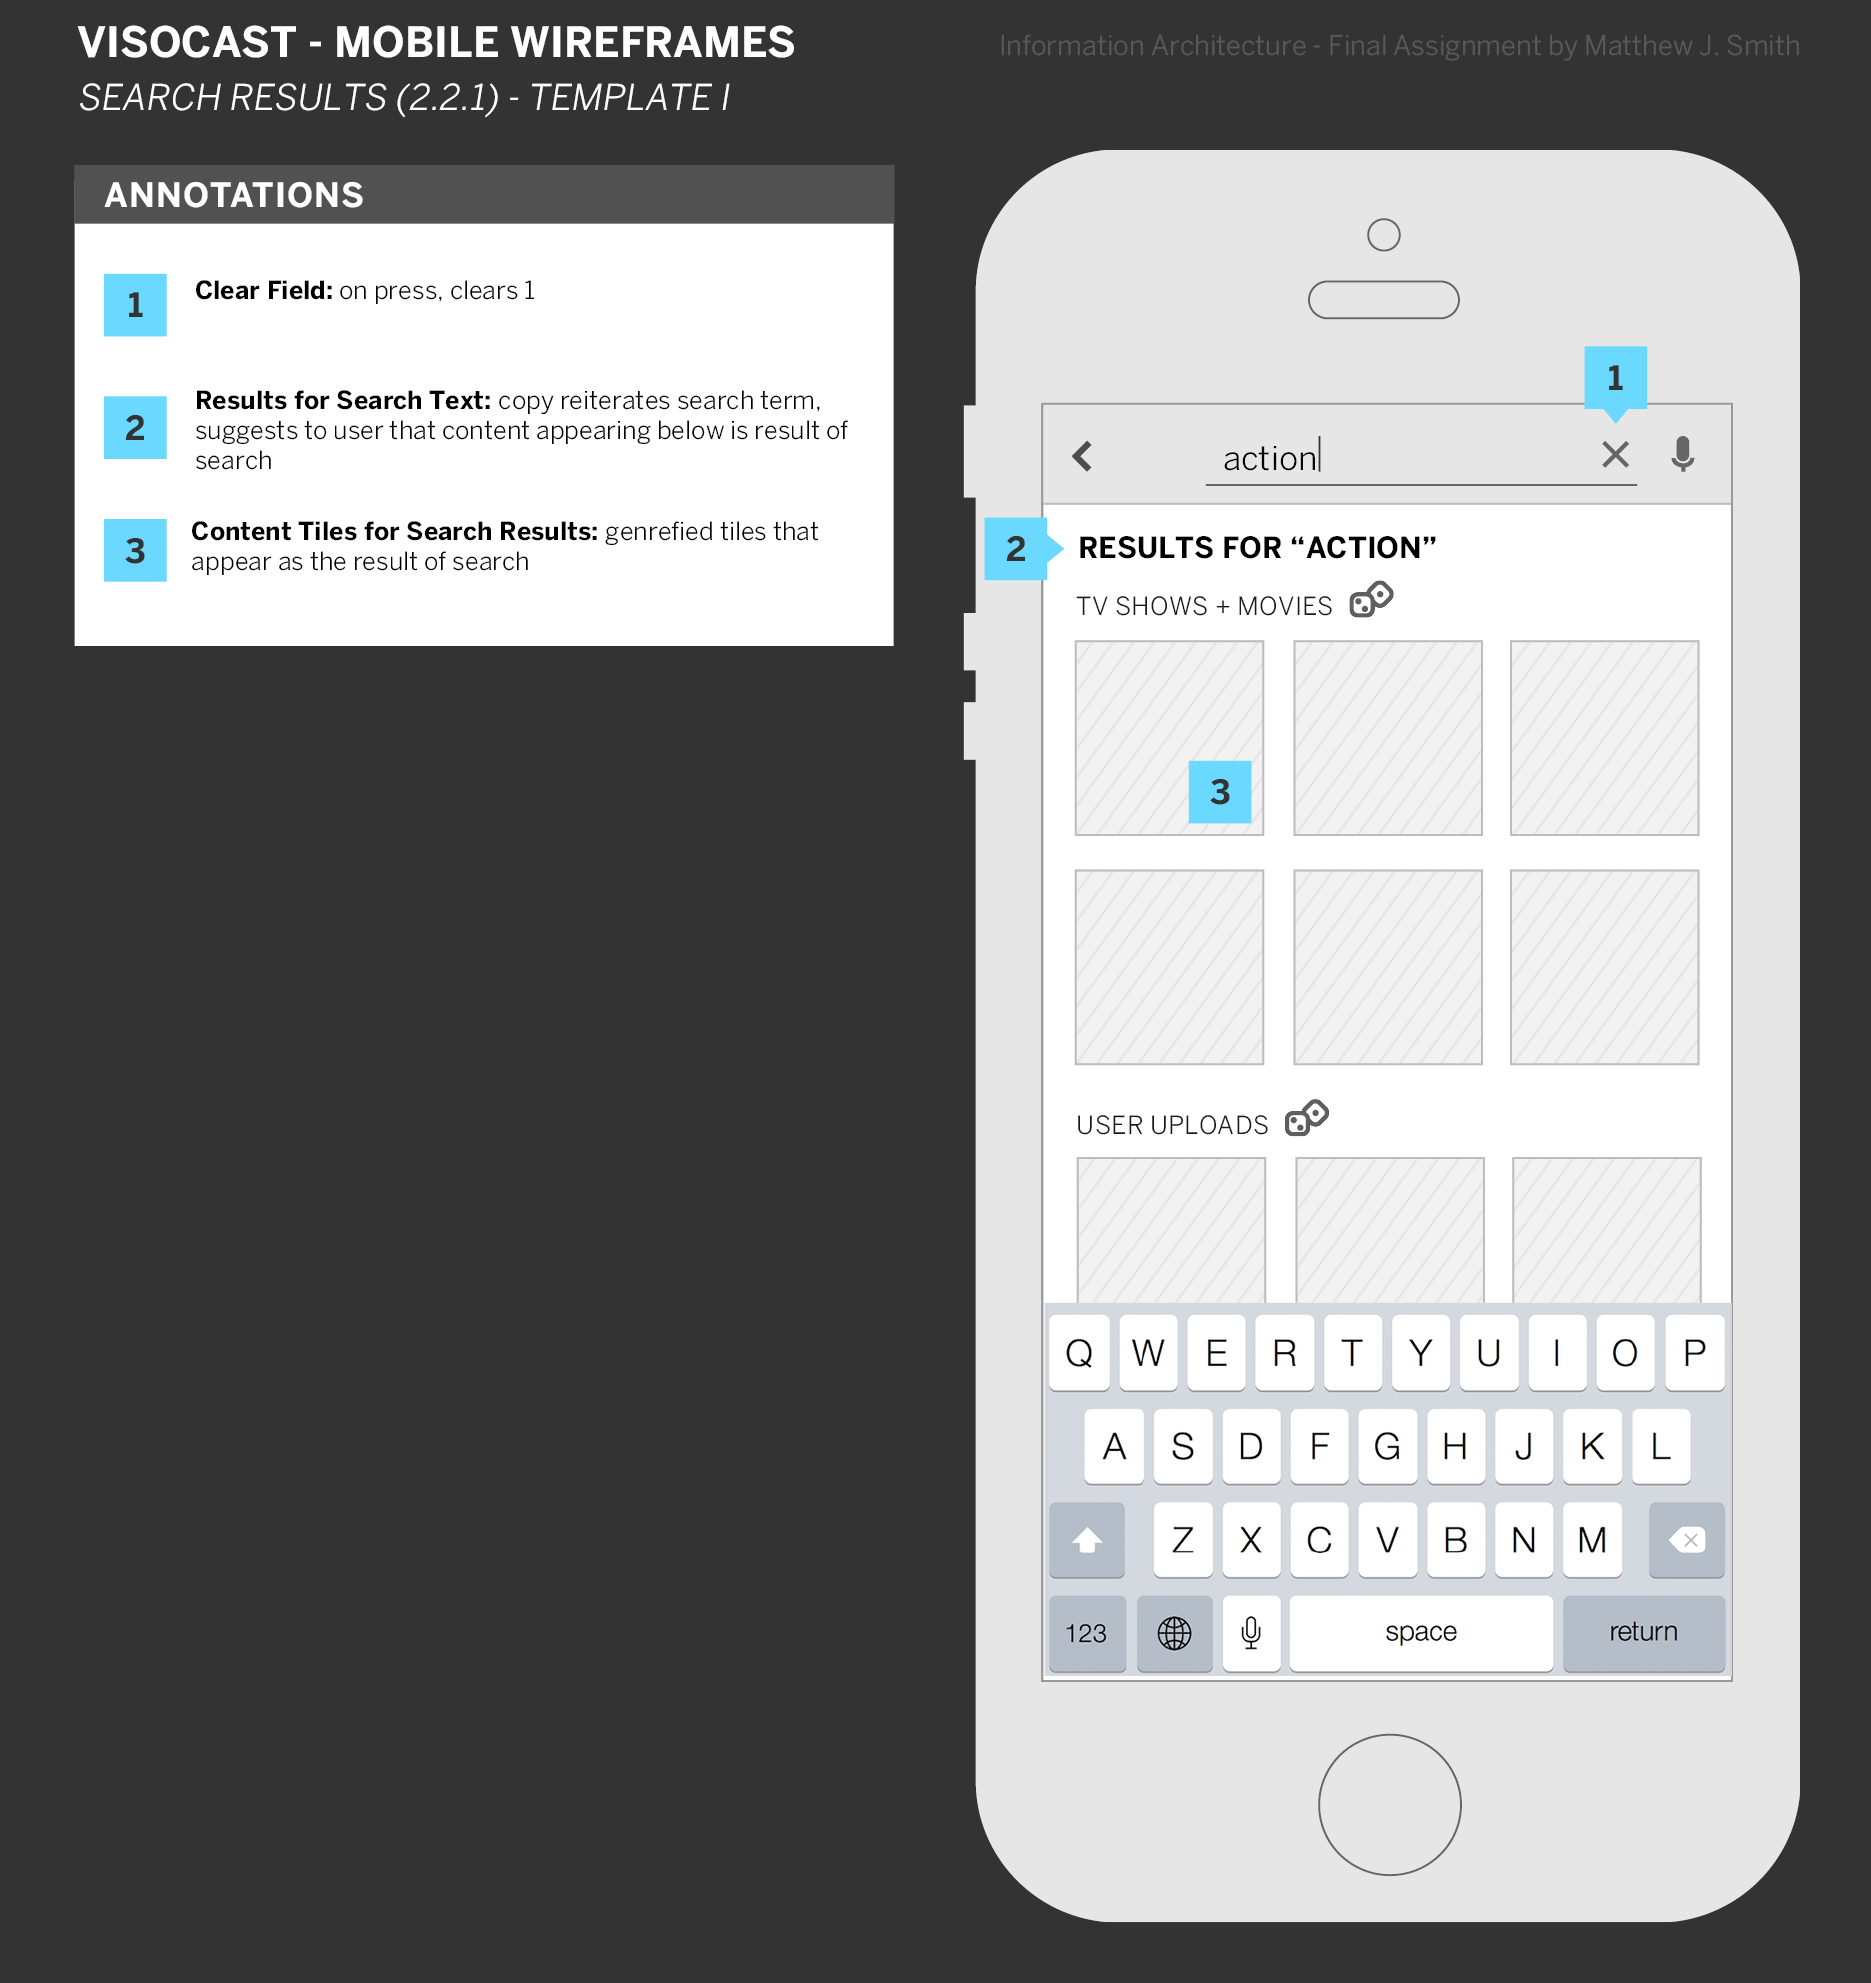 VISOCAST - MOBILE WIREFRAMES
Information Architecture - Final Assignment by Matthew J. Smith
SEARCH RESULTS (2.2.1) - TEMPLATE I
ANNOTATIONS
1
Clear Field: on press, clears 1
2
Results for Search Text: copy reiterates search term,
suggests to user that content appearing below is result of
search
3
Content Tiles for Search Results: genrefied tiles that
appear as the result of search
1
action
2
RESULTS FOR “ACTION”
TV SHOWS + MOVIES
3
USER UPLOADS
Q W E R T Y U I O P
A S D F G H J K L
Z X C V B N M
123 space return